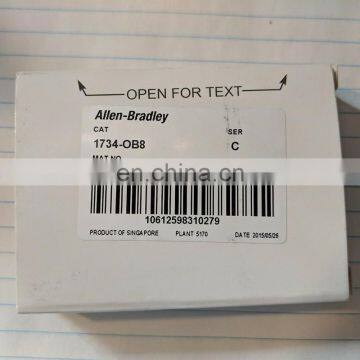 OPEN FOR TEXT
Allen-Bradley
CAT SER
1734-OB8 C
MAT NO
en.china.cn
10612598310279
PRODUCT OF SINGAPORE PLANT 5170 DATE 2015/05/26